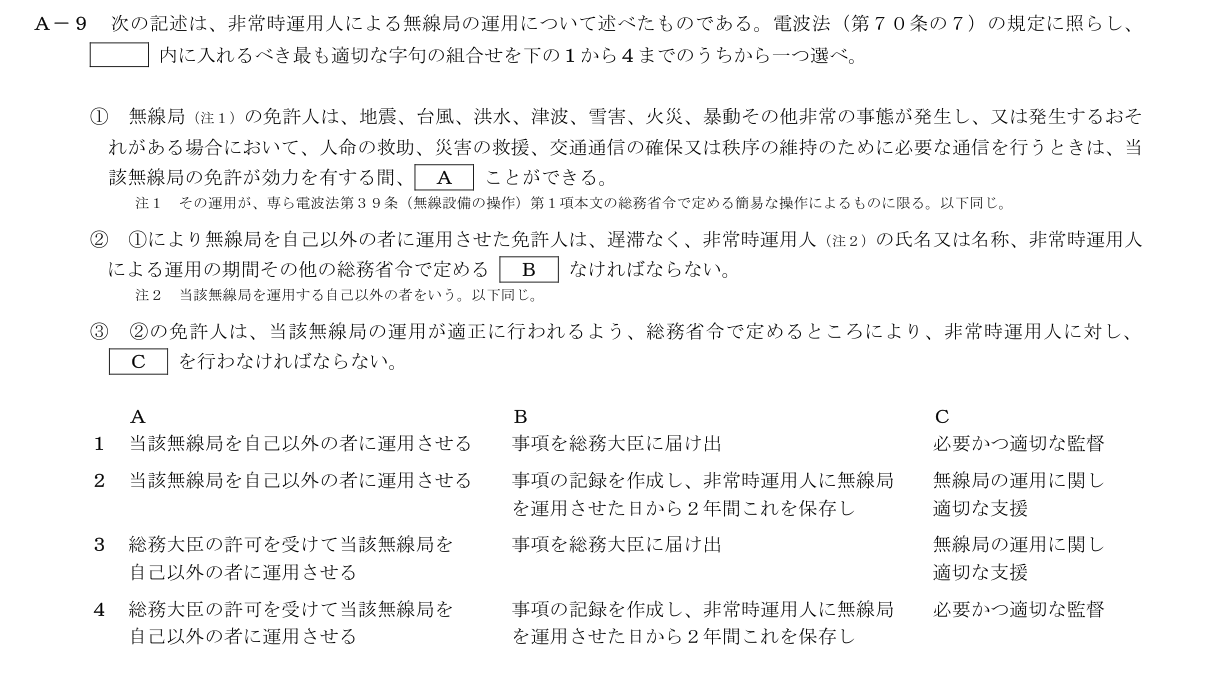 Ａ－９　次の記述は、非常時運用人による無線局の運用について述べたものである。電波法（第７０条の７）の規定に照らし、
内に入れるべき最も適切な字句の組合せを下の１から４までのうちから一つ選べ。
①　無線局（注１）の免許人は、地震、台風、洪水、津波、雪害、火災、暴動その他非常の事態が発生し、又は発生するおそ
れがある場合において、人命の救助、災害の救援、交通通信の確保又は秩序の維持のために必要な通信を行うときは、当
該無線局の免許が効力を有する間、 Ａ ことができる。
注１　その運用が、専ら電波法第３９条（無線設備の操作）第１項本文の総務省令で定める簡易な操作によるものに限る。以下同じ。
②　①により無線局を自己以外の者に運用させた免許人は、遅滞なく、非常時運用人（注２）の氏名又は名称、非常時運用人
による運用の期間その他の総務省令で定める Ｂ なければならない。
注２　当該無線局を運用する自己以外の者をいう。以下同じ。
③　②の免許人は、当該無線局の運用が適正に行われるよう、総務省令で定めるところにより、非常時運用人に対し、
Ｃ を行わなければならない。
Ａ　Ｂ　Ｃ
１　当該無線局を自己以外の者に運用させる　事項を総務大臣に届け出　必要かつ適切な監督
２　当該無線局を自己以外の者に運用させる　事項の記録を作成し、非常時運用人に無線局　無線局の運用に関し
を運用させた日から２年間これを保存し　適切な支援
３　総務大臣の許可を受けて当該無線局を　事項を総務大臣に届け出　無線局の運用に関し
自己以外の者に運用させる　適切な支援
４　総務大臣の許可を受けて当該無線局を　事項の記録を作成し、非常時運用人に無線局　必要かつ適切な監督
自己以外の者に運用させる　を運用させた日から２年間これを保存し